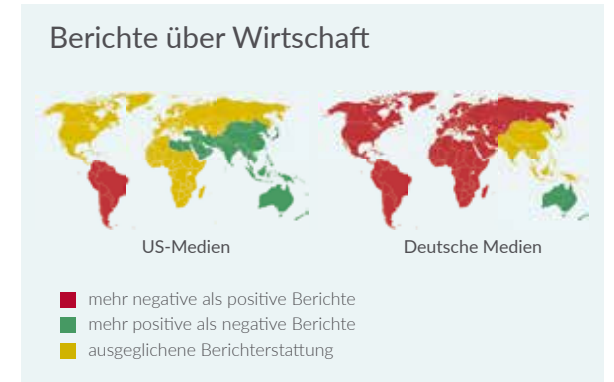 Berichte über Wirtschaft
US-Medien
Deutsche Medien
mehr negative als positive Berichte
mehr positive als negative Berichte
ausgeglichene Berichterstattung